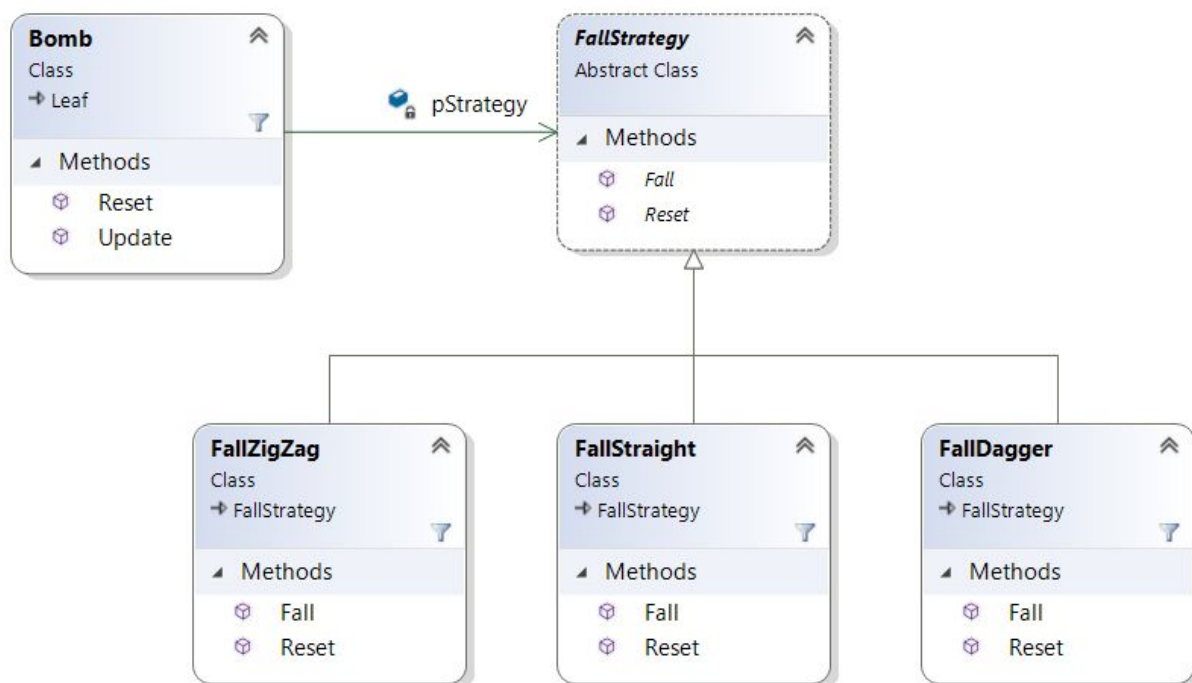 Bomb
Class
Leaf
Methods
Reset
Update
pStrategy
FallStrategy
Abstract Class
Methods
Fall
Reset
FallZigZag
Class
FallStrategy
Methods
Fall
Reset
FallStraight
Class
FallStrategy
Methods
Fall
Reset
FallDagger
Class
FallStrategy
Methods
Fall
Reset